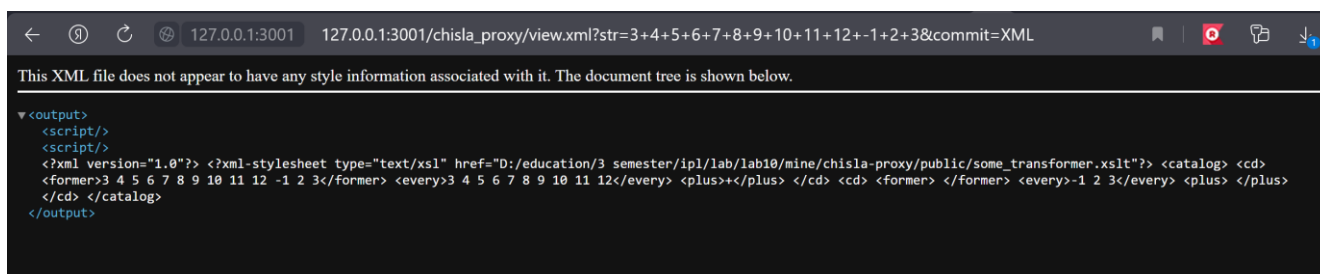 127.0.0.1:3001 127.0.0.1:3001/chisla_proxy/view.xml?str=3+4+5+6+7+8+9+10+11+12+-1+2+3&commit=XML
This XML file does not appear to have any style information associated with it. The document tree is shown below.
▼<output>
<script/>
<script/>
<?xml version="1.0"?> <?xml-stylesheet type="text/xsl" href="D:/education/3 semester/ipl/lab/lab10/mine/chisla-proxy/public/some_transformer.xslt"?> <catalog> <cd>
<former>3 4 5 6 7 8 9 10 11 12 -1 2 3</former> <every>3 4 5 6 7 8 9 10 11 12</every> <plus>+</plus> </cd> <cd> <former> </former> <every>-1 2 3</every> <plus> </plus>
</cd> </catalog>
</output>